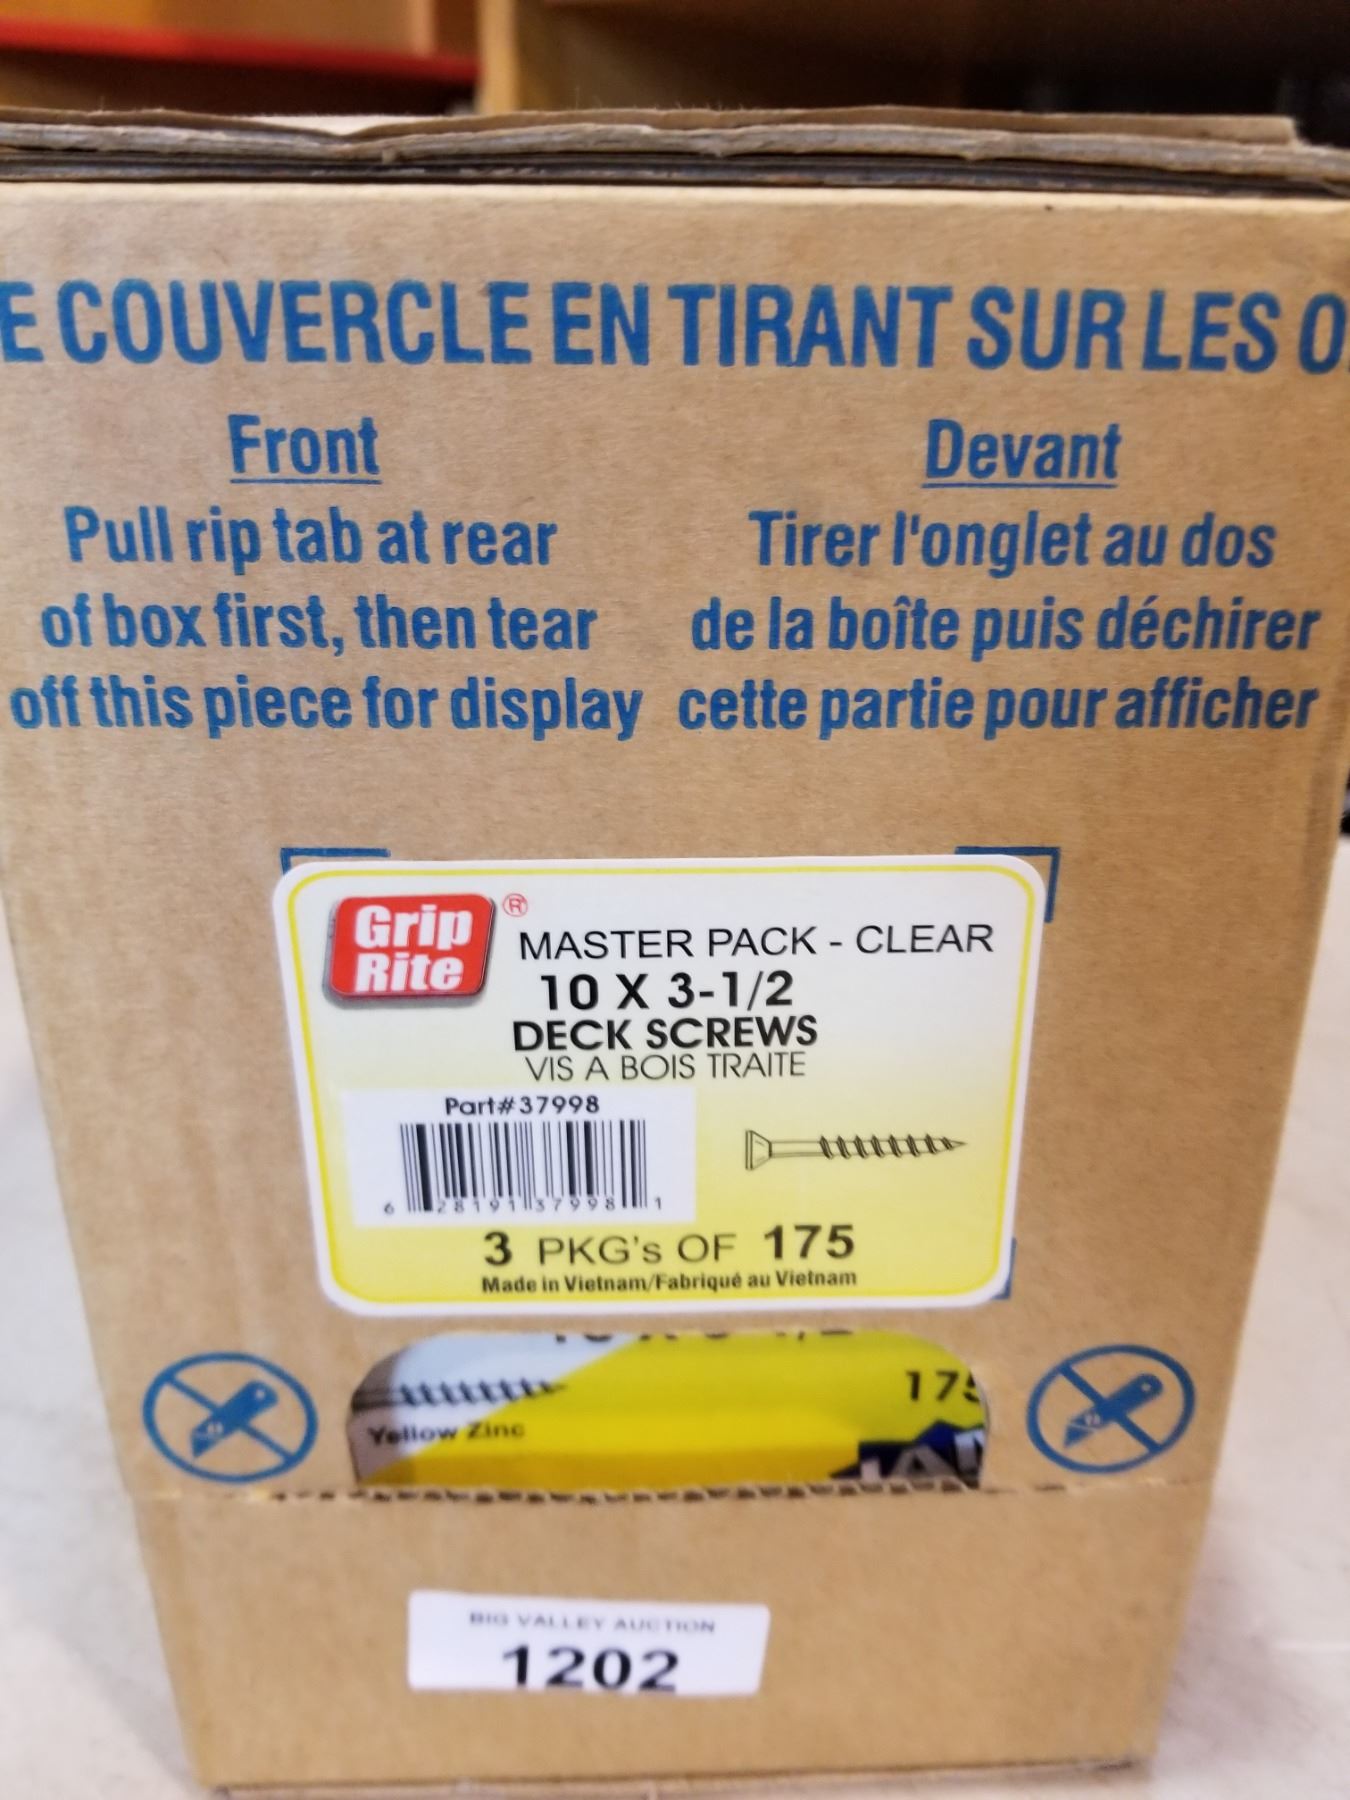 E COUVERCLE EN TIRANT SUR LES
Front
Pull rip tab at rear
of box first, then tear
off this piece for display
Devant
Tirer l'onglet au dos
de la boîte puis déchirer
cette partie pour afficher
Grip Rite ®
MASTER PACK - CLEAR
10 X 3-1/2
DECK SCREWS
VIS A BOIS TRAITE
Part#37998
6 28191 37998 1
3 PKG's OF 175
Made in Vietnam/Fabriqué au Vietnam
175
Yellow Zinc
BIG VALLEY AUCTION
1202